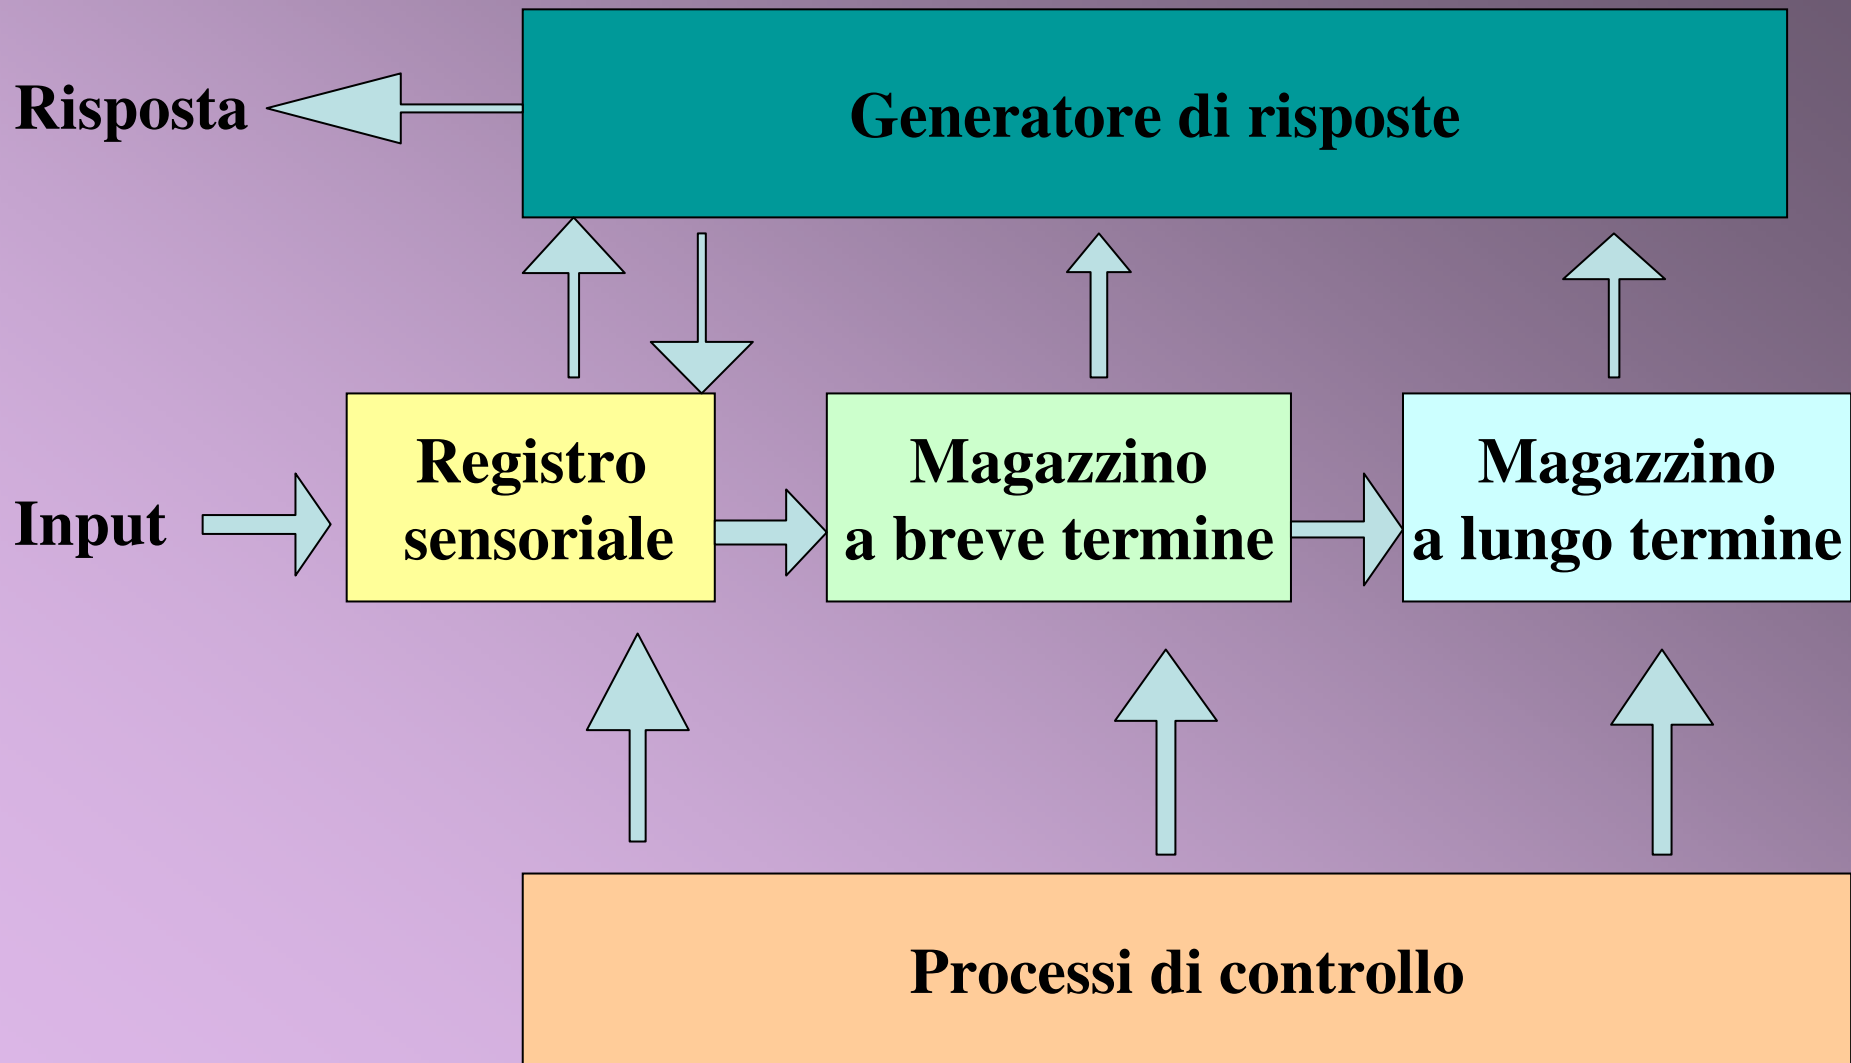 Risposta
Generatore di risposte
Input
Registro
sensoriale
Magazzino
a breve termine
Magazzino
a lungo termine
Processi di controllo